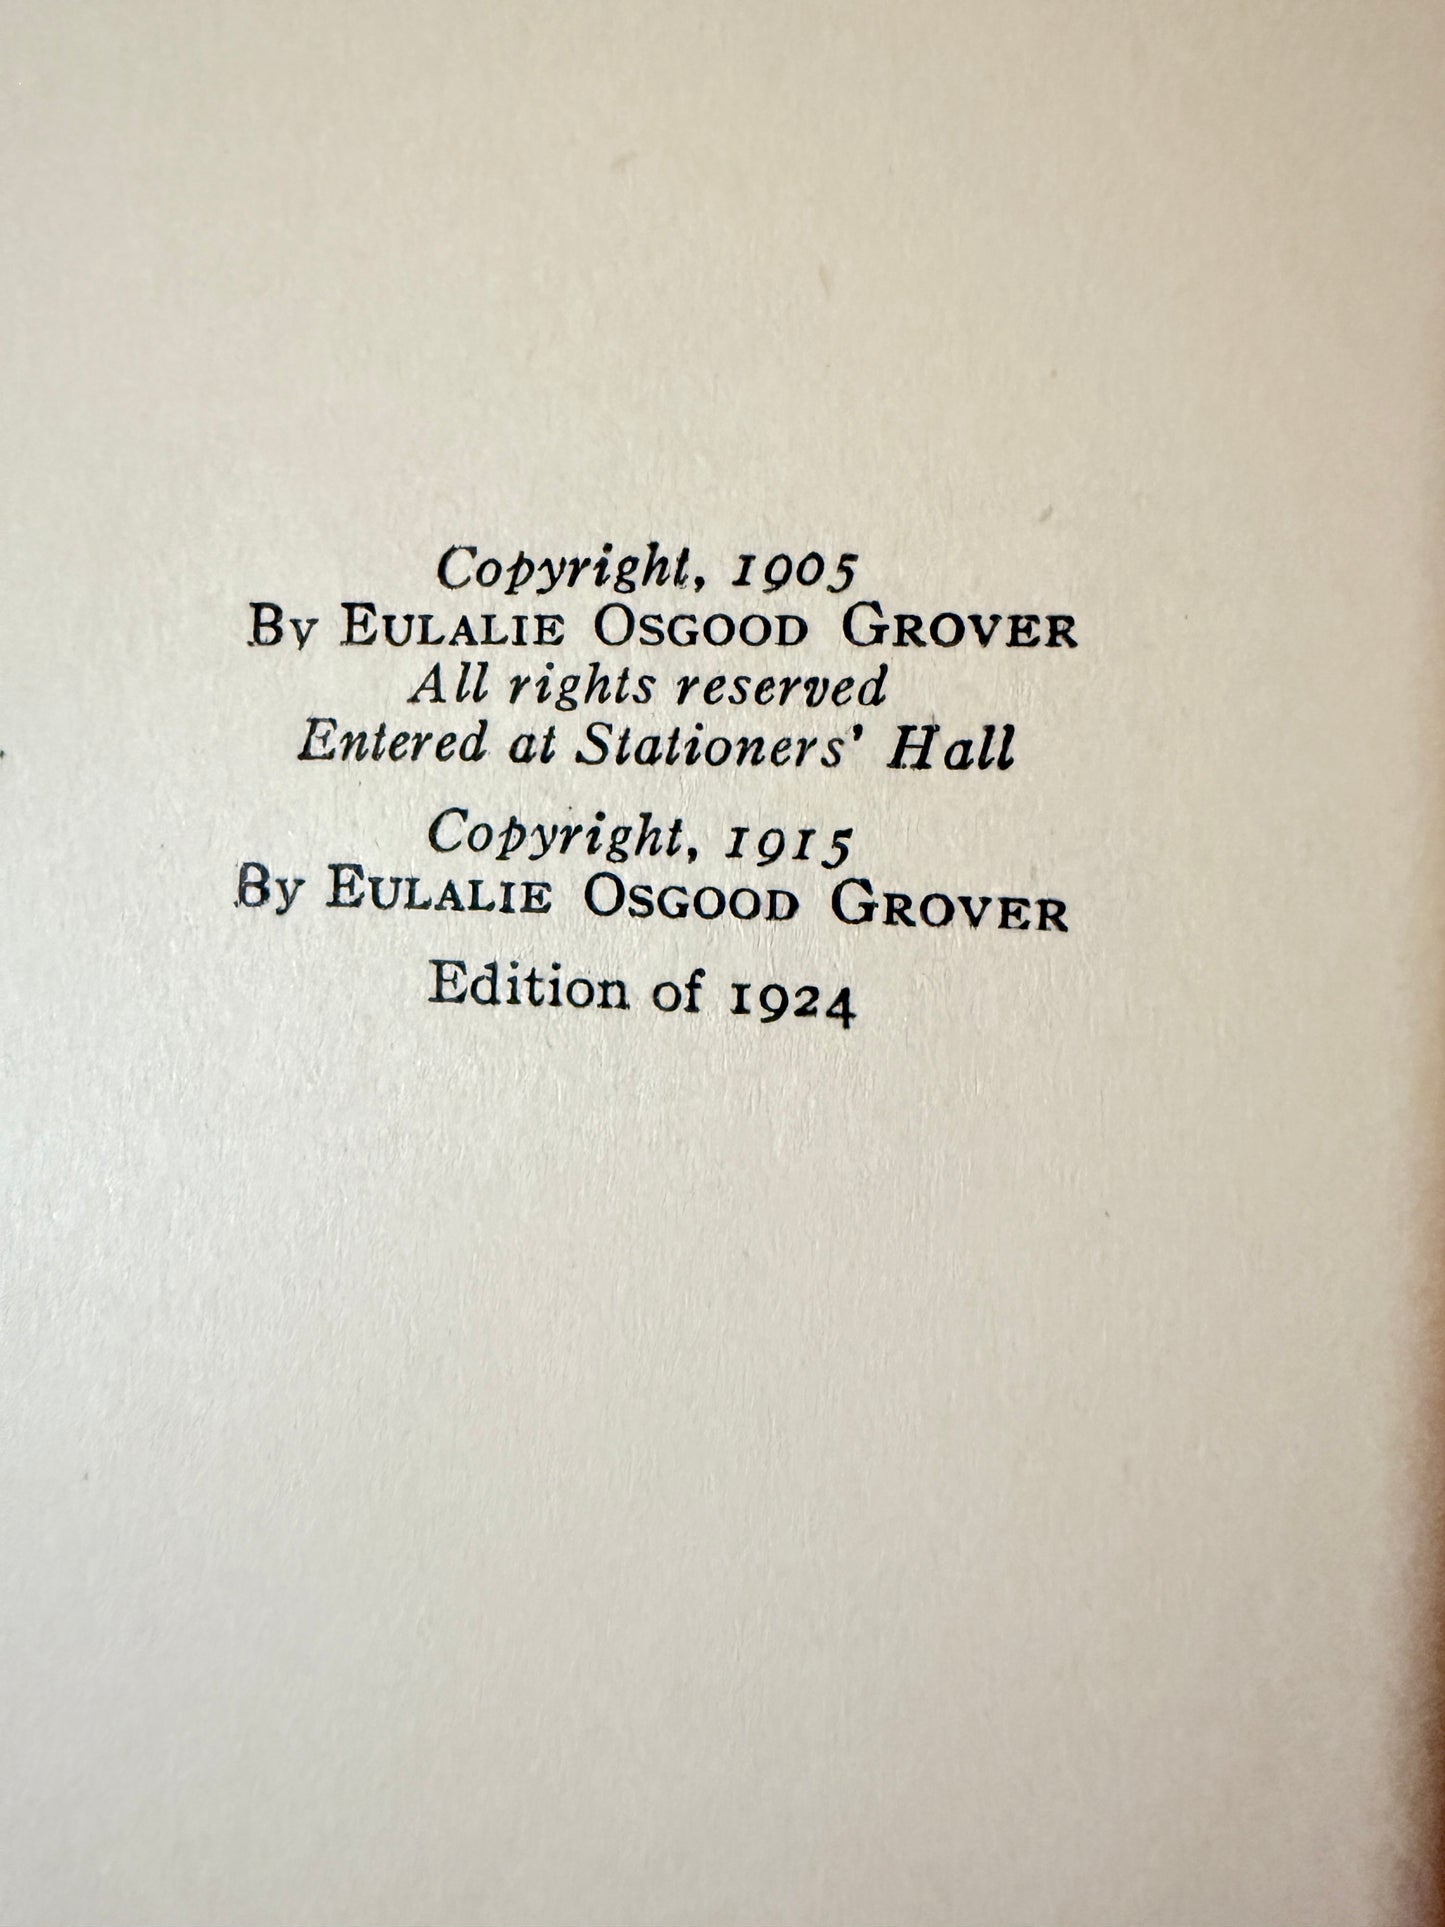 Copyright, 1905
By Eulalie Osgood Grover
All rights reserved
Entered at Stationers' Hall
Copyright, 1915
By Eulalie Osgood Grover
Edition of 1924